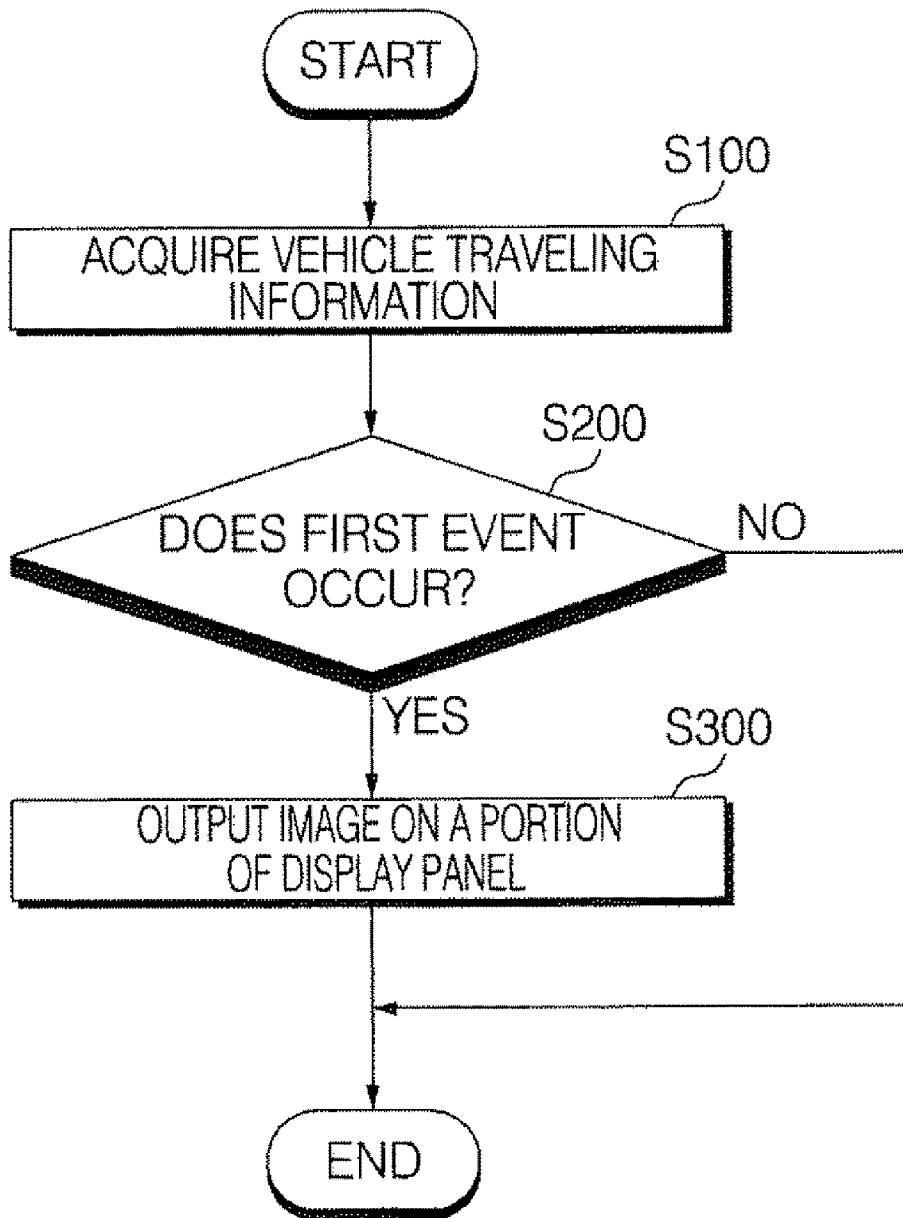 START
S100
ACQUIRE VEHICLE TRAVELING
INFORMATION
S200
DOES FIRST EVENT
OCCUR?
NO
YES
S300
OUTPUT IMAGE ON A PORTION
OF DISPLAY PANEL
END